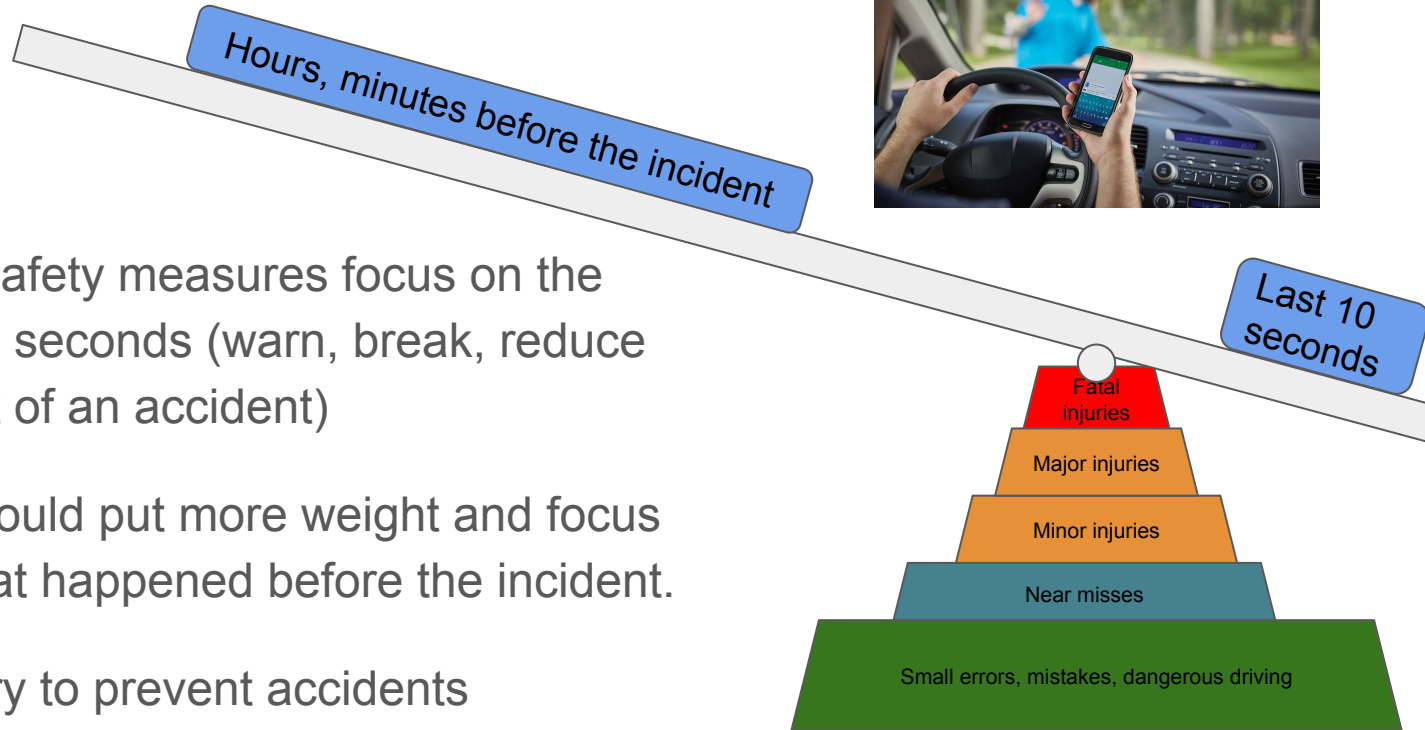 Hours, minutes before the incident
afety measures focus on the
seconds (warn, break, reduce
of an accident)
ould put more weight and focus
at happened before the incident.
ry to prevent accidents
Last 10
seconds
Fatal
injuries
Major injuries
Minor injuries
Near misses
Small errors, mistakes, dangerous driving